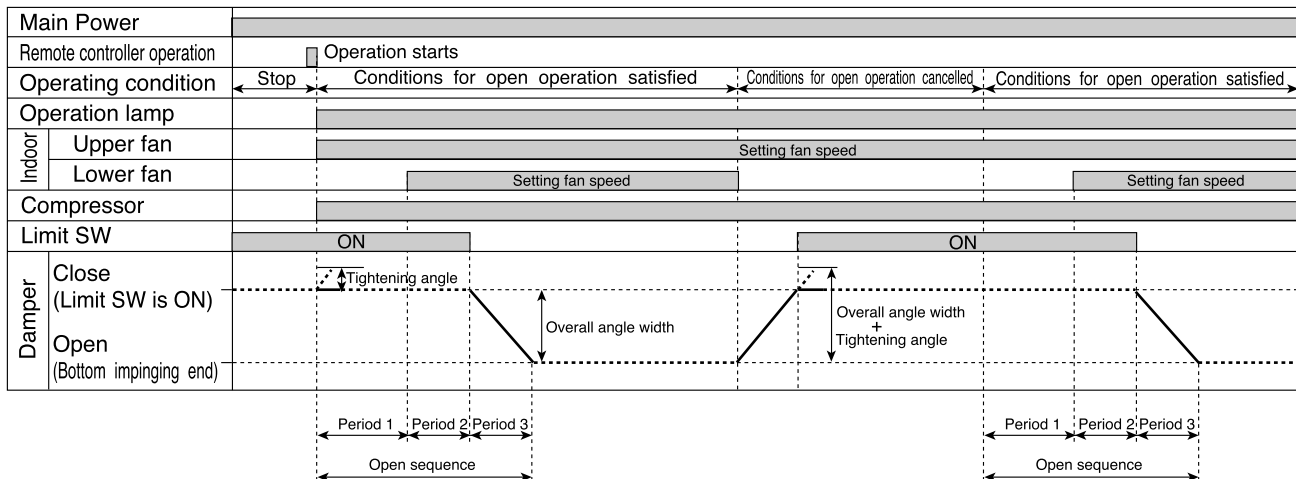 Main Power
Remote controller operation
Operation starts
Operating condition
Stop
Conditions for open operation satisfied
Conditions for open operation cancelled
Conditions for open operation satisfied
Operation lamp
Indoor
Upper fan
Setting fan speed
Lower fan
Setting fan speed
Setting fan speed
Compressor
Limit SW
ON
ON
Damper
Close
(Limit SW is ON)
Tightening angle
Overall angle width
Overall angle width
+
Tightening angle
Open
(Bottom impinging end)
Period 1
Period 2
Period 3
Period 1
Period 2
Period 3
Open sequence
Open sequence